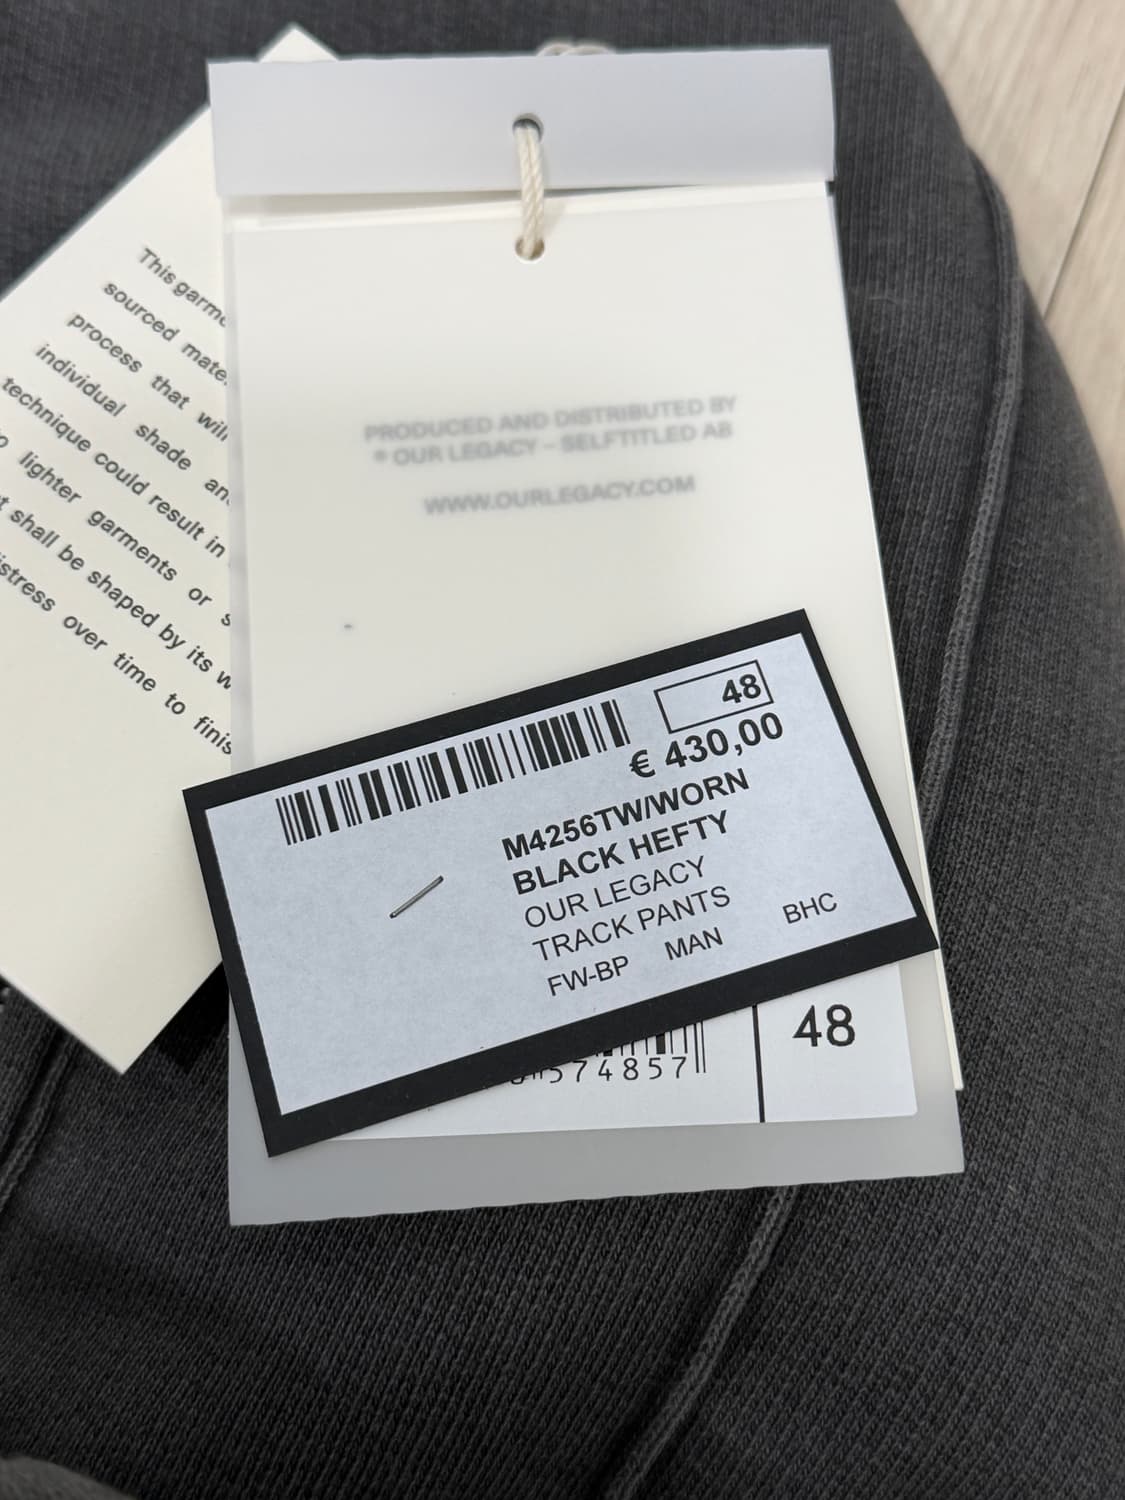 This garm
sourced mate
process that will
individual shade an
technique could result in
lighter garments or s
t shall be shaped by its w
istress over time to finis
PRODUCED AND DISTRIBUTED BY
® OUR LEGACY – SELFTITLED AB
WWW.OURLEGACY.COM
48
€ 430,00
M4256TW/WORN
BLACK HEFTY
OUR LEGACY
TRACK PANTS
FW-BP MAN BHC
574857
48